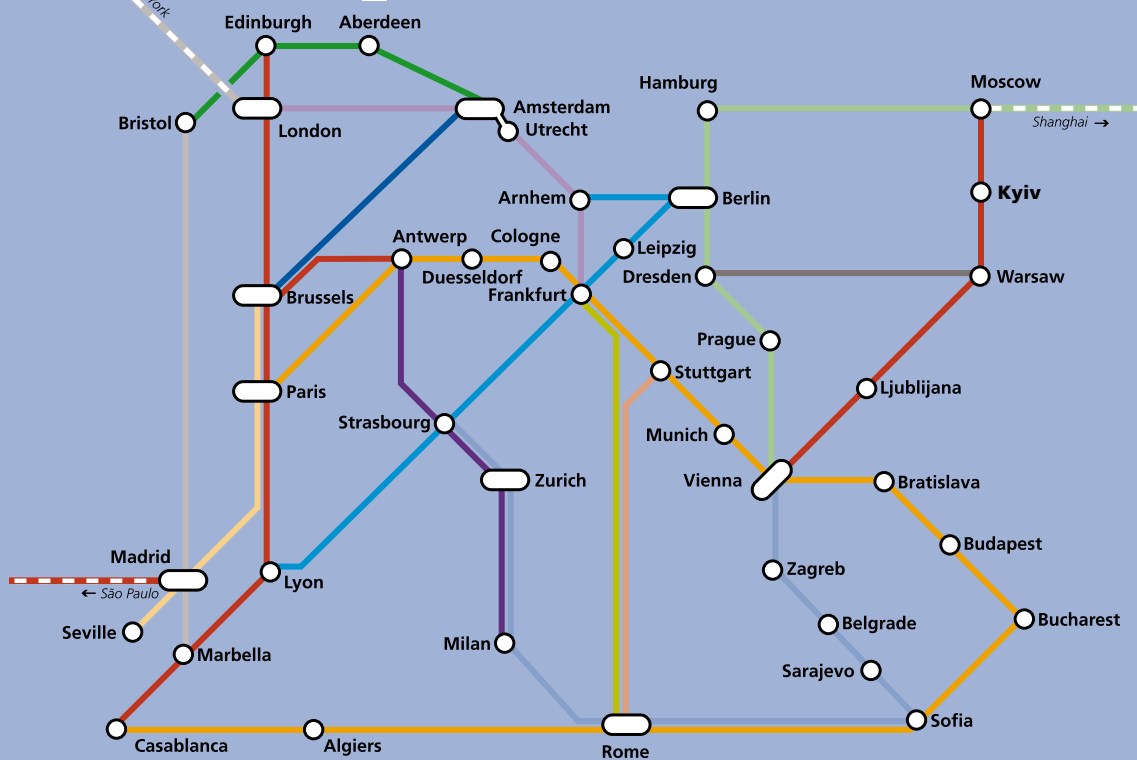 ork
Edinburgh
Aberdeen
Hamburg
Moscow
Bristol
London
Amsterdam
Utrecht
Shanghai →
Arnhem
Berlin
Kyiv
Antwerp
Cologne
Leipzig
Duesseldorf
Dresden
Warsaw
Brussels
Frankfurt
Prague
Paris
Stuttgart
Ljublijana
Strasbourg
Munich
Zurich
Vienna
Bratislava
Budapest
Madrid
Lyon
Zagreb
← São Paulo
Seville
Belgrade
Bucharest
Marbella
Milan
Sarajevo
Sofia
Casablanca
Algiers
Rome